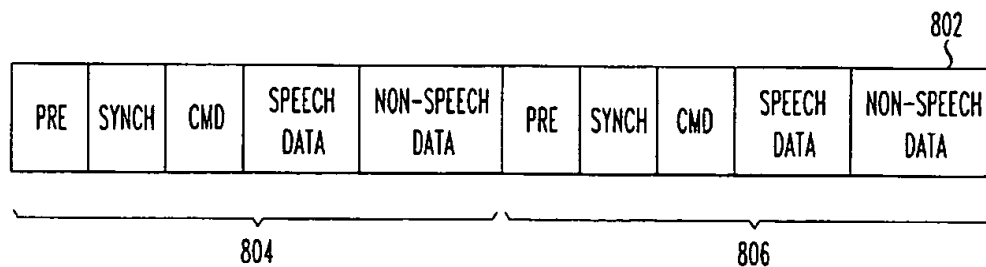 802
PRE SYNCH CMD SPEECH DATA NON-SPEECH DATA PRE SYNCH CMD SPEECH DATA NON-SPEECH DATA
804 806